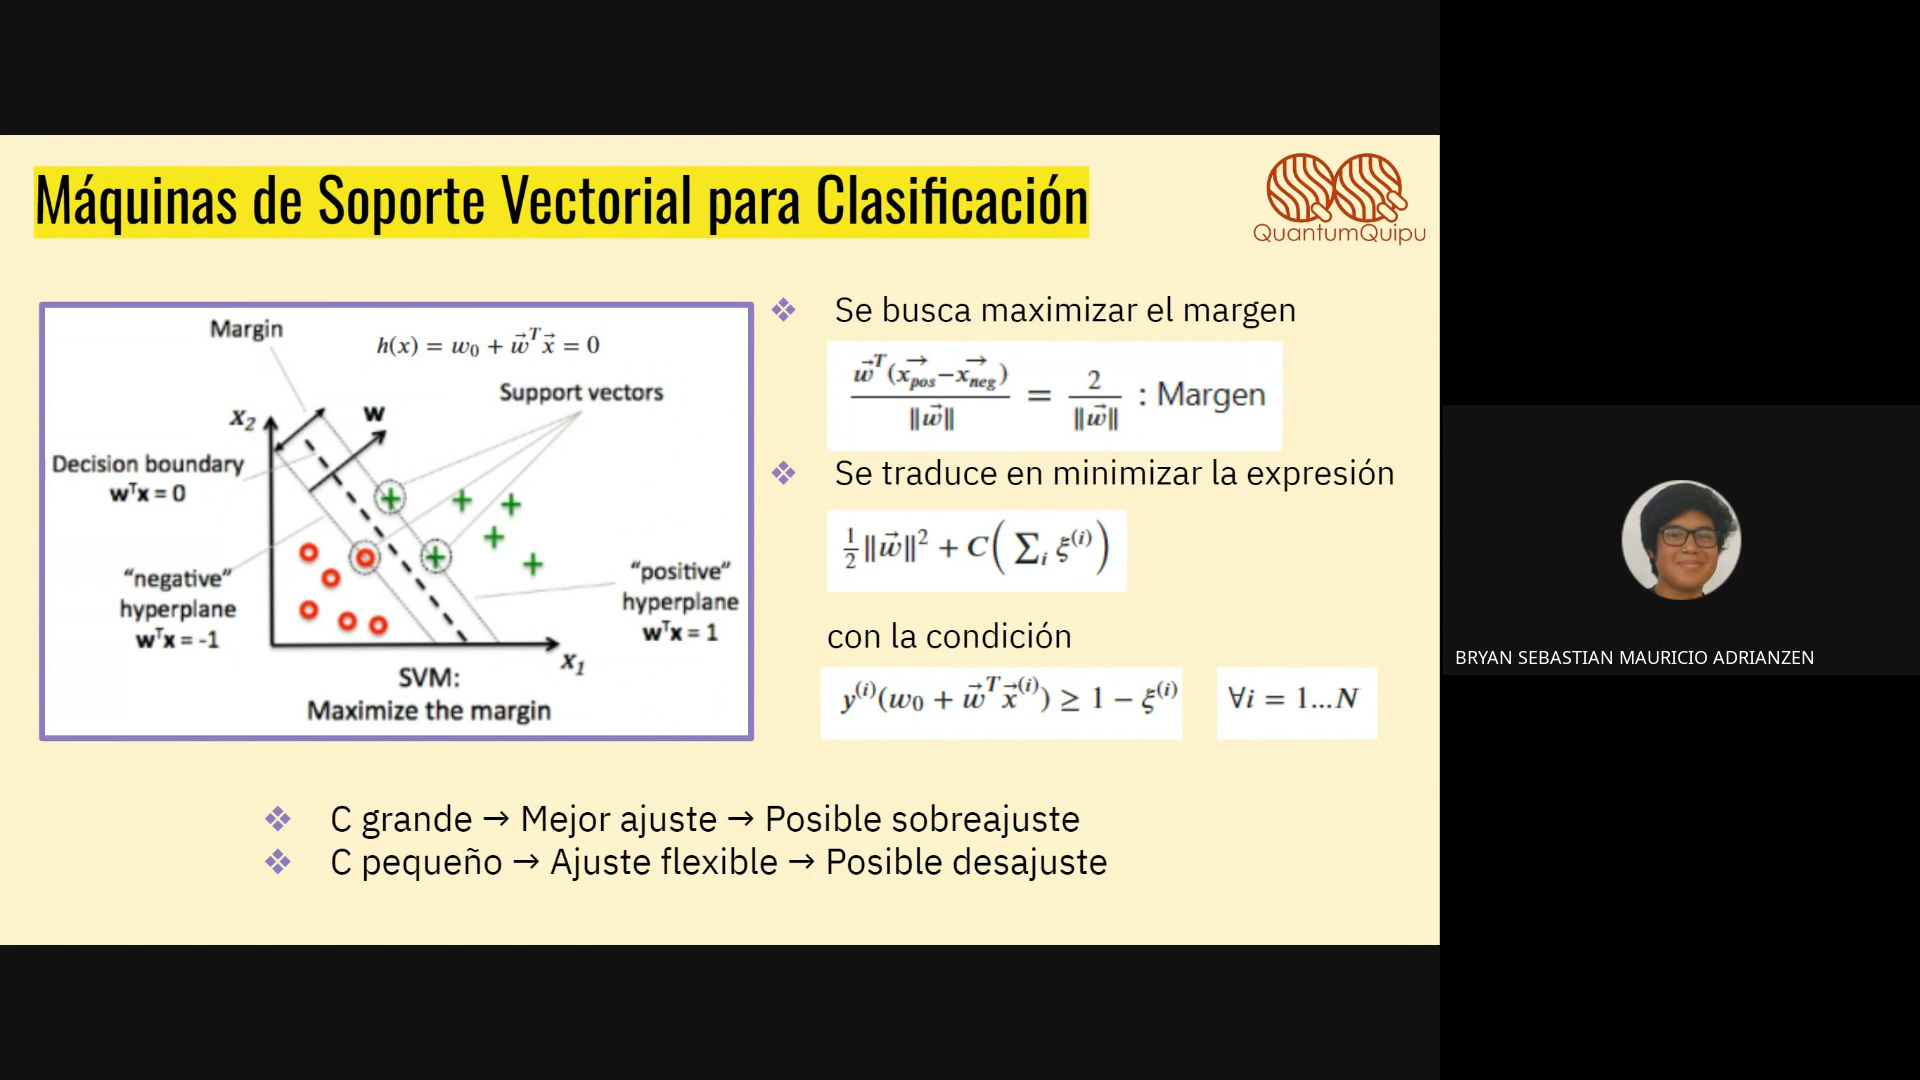 Máquinas de Soporte Vectorial para Clasificación
QuantumQuipu
Margin
h(x) = w₀ + w⃗ᵀx⃗ = 0
Support vectors
X₂
w
Decision boundary
wᵀx = 0
“negative”
hyperplane
wᵀx = -1
“positive”
hyperplane
wᵀx = 1
X₁
SVM:
Maximize the margin
❖ Se busca maximizar el margen
w⃗ᵀ(x⃗_pos − x⃗_neg) / ‖w⃗‖ = 2 / ‖w⃗‖ : Margen
❖ Se traduce en minimizar la expresión
½‖w⃗‖² + C(∑ᵢ ξ⁽ⁱ⁾)
con la condición
y⁽ⁱ⁾(w₀ + w⃗ᵀx⃗⁽ⁱ⁾) ≥ 1 − ξ⁽ⁱ⁾ ∀i = 1...N
❖ C grande → Mejor ajuste → Posible sobreajuste
❖ C pequeño → Ajuste flexible → Posible desajuste
BRYAN SEBASTIAN MAURICIO ADRIANZEN